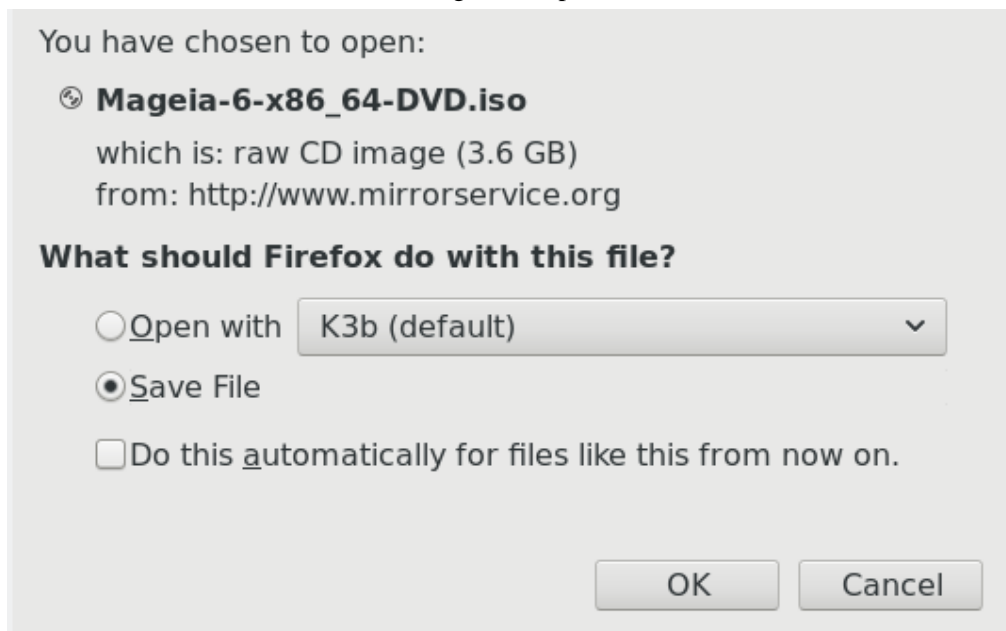 You have chosen to open:
Mageia-6-x86_64-DVD.iso
which is: raw CD image (3.6 GB)
from: http://www.mirrorservice.org
What should Firefox do with this file?
Open with K3b (default)
Save File
Do this automatically for files like this from now on.
OK Cancel